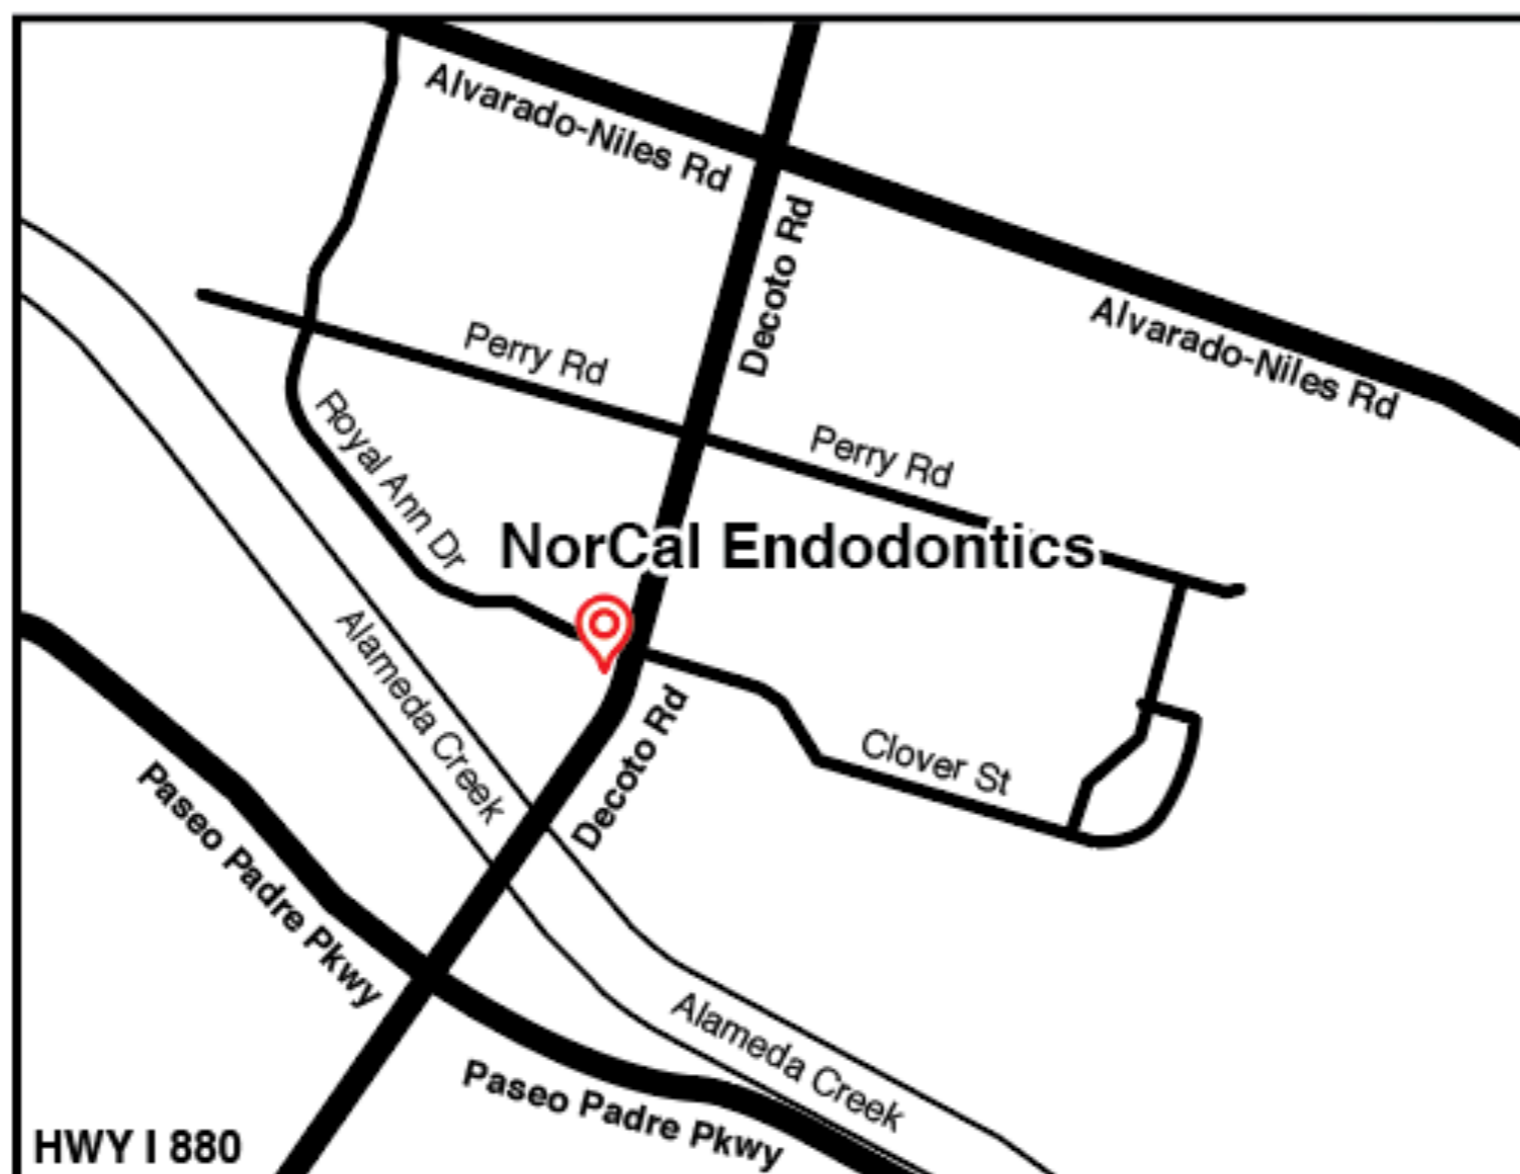 Alvarado-Niles Rd
Decoto Rd
Alvarado-Niles Rd
Perry Rd
Perry Rd
Royal Ann Dr
NorCal Endodontics
Alameda Creek
Decoto Rd
Clover St
Paseo Padre Pkwy
Alameda Creek
Paseo Padre Pkwy
HWY I 880